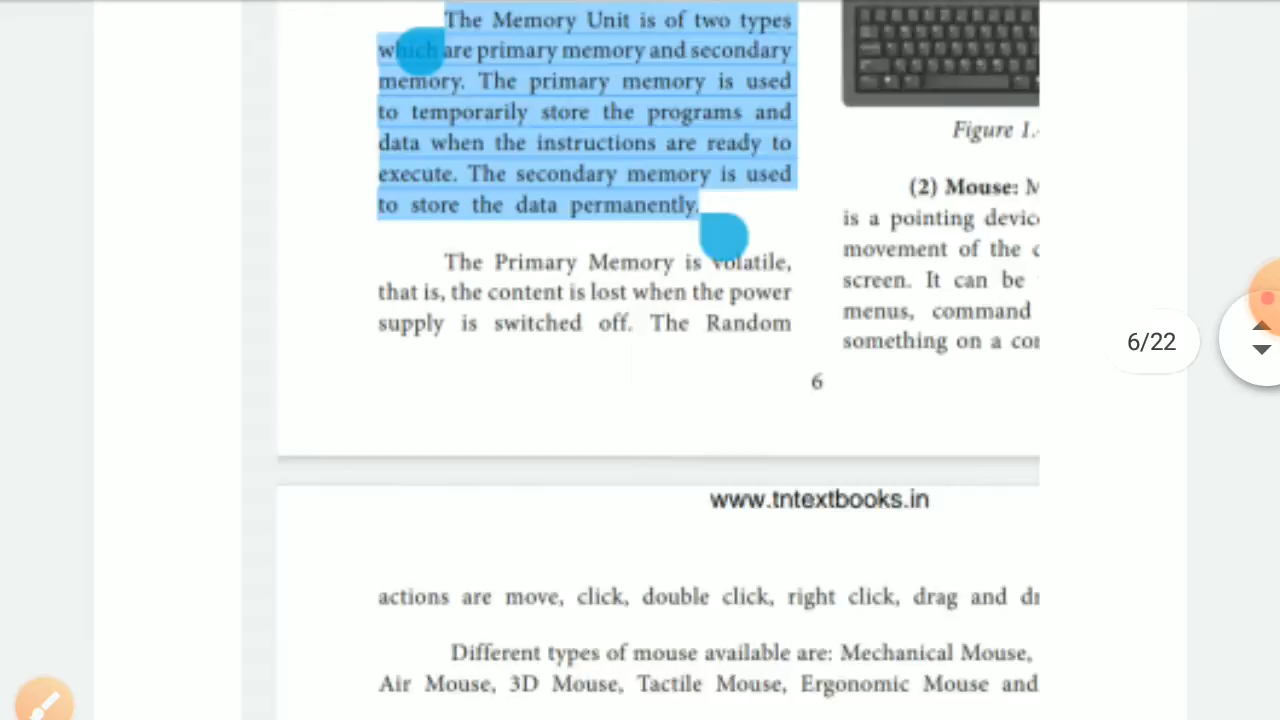 The Memory Unit is of two types
which are primary memory and secondary
memory. The primary memory is used
to temporarily store the programs and
data when the instructions are ready to
execute. The secondary memory is used
to store the data permanently.
The Primary Memory is volatile,
that is, the content is lost when the power
supply is switched off. The Random
Figure 1.
(2) Mouse: M
is a pointing devic
movement of the c
screen. It can be
menus, command
something on a co
6
6/22
www.tntextbooks.in
actions are move, click, double click, right click, drag and dr
Different types of mouse available are: Mechanical Mouse,
Air Mouse, 3D Mouse, Tactile Mouse, Ergonomic Mouse and